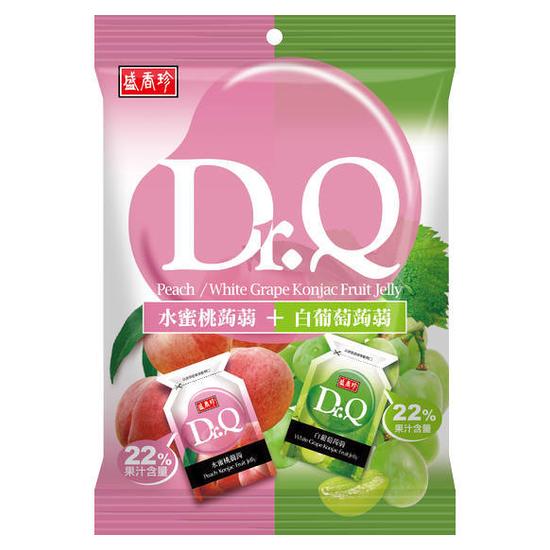 盛香珍
Dr.Q
Peach / White Grape Konjac Fruit Jelly
水蜜桃蒟蒻 + 白葡萄蒟蒻
盛香珍
Dr.Q
水蜜桃蒟蒻
Peach Konjac Fruit Jelly
盛香珍
Dr.Q
白葡萄蒟蒻
White Grape Konjac Fruit Jelly
22%
果汁含量
22%
果汁含量